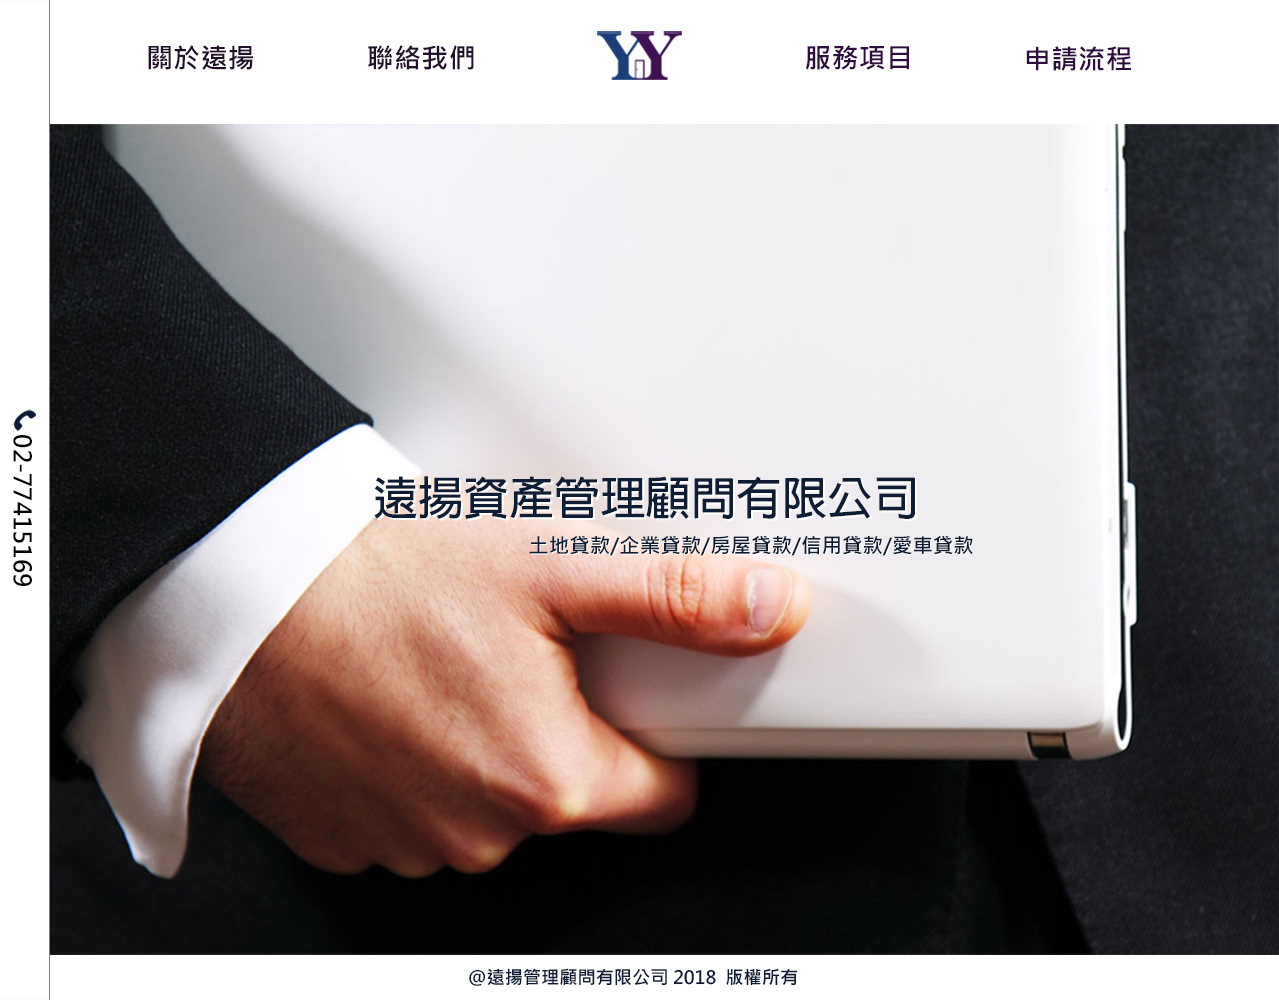 關於遠揚
聯絡我們
YY
服務項目
申請流程
02-77415169
遠揚資產管理顧問有限公司
土地貸款/企業貸款/房屋貸款/信用貸款/愛車貸款
@遠揚管理顧問有限公司 2018 版權所有